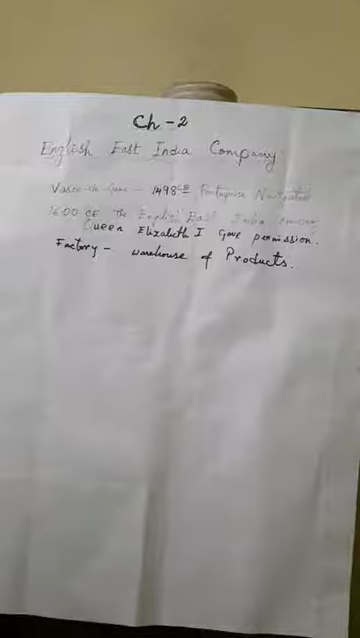 Ch - 2
English East India Company
Vasco-da Gama - 1498 CE Portuguese Navigator
1600 CE The English East India Company
Queen Elizabeth I Gave permission.
Factory - warehouse of Products.